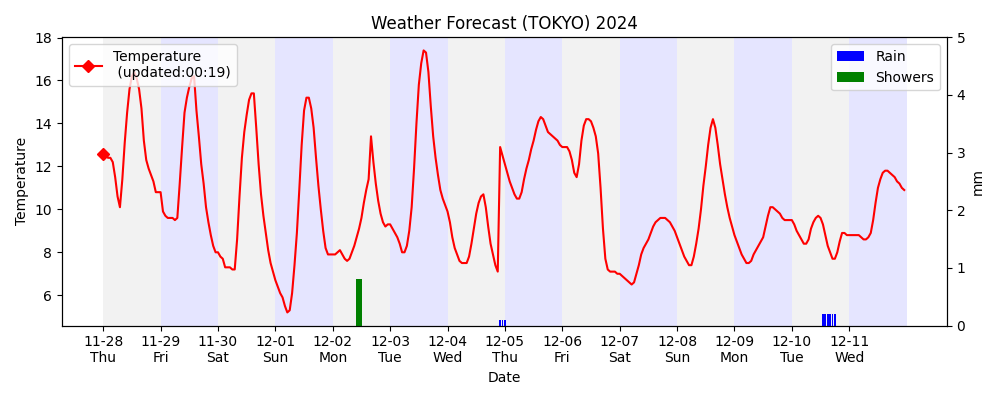 Weather Forecast (TOKYO) 2024
Temperature
(updated:00:19)
Rain
Showers
18
16
14
12
10
8
6
Temperature
5
4
3
2
1
0
mm
11-28 11-29 11-30 12-01 12-02 12-03 12-04 12-05 12-06 12-07 12-08 12-09 12-10 12-11
Thu Fri Sat Sun Mon Tue Wed Thu Fri Sat Sun Mon Tue Wed
Date